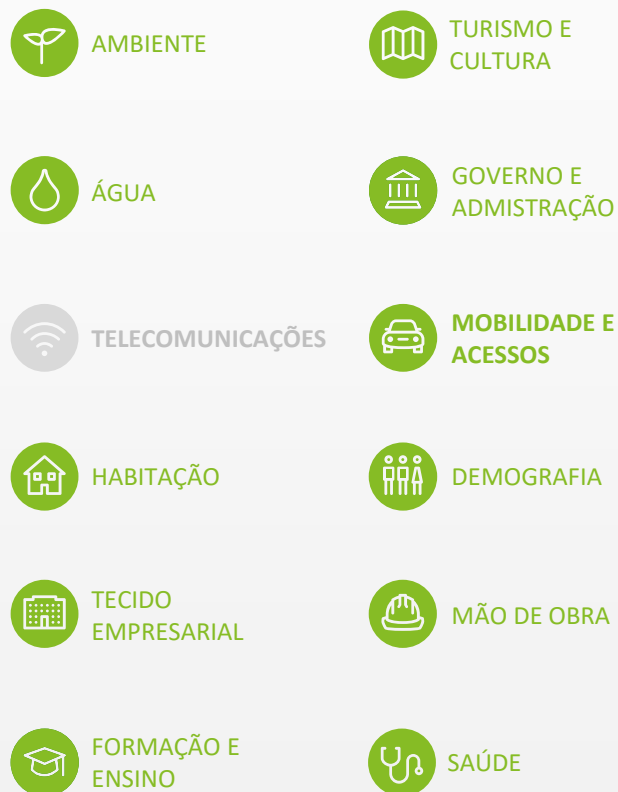 AMBIENTE
TURISMO E
CULTURA
ÁGUA
GOVERNO E
ADMISTRAÇÃO
TELECOMUNICAÇÕES
MOBILIDADE E
ACESSOS
HABITAÇÃO
DEMOGRAFIA
TECIDO
EMPRESARIAL
MÃO DE OBRA
FORMAÇÃO E
ENSINO
SAÚDE